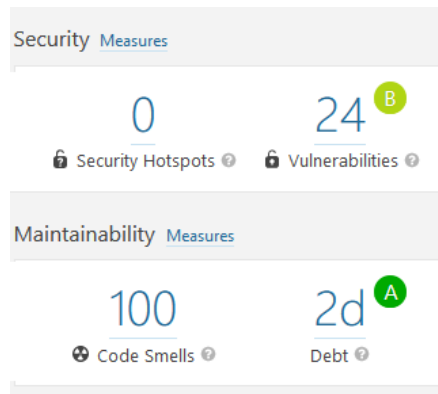 Security Measures
0 24 B
Security Hotspots ? Vulnerabilities ?
Maintainability Measures
100 2d A
Code Smells ? Debt ?